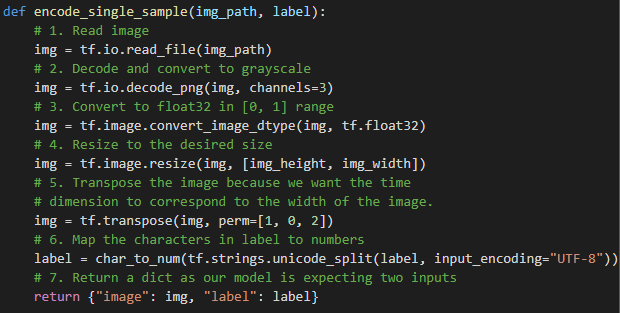 def encode_single_sample(img_path, label):
    # 1. Read image
    img = tf.io.read_file(img_path)
    # 2. Decode and convert to grayscale
    img = tf.io.decode_png(img, channels=3)
    # 3. Convert to float32 in [0, 1] range
    img = tf.image.convert_image_dtype(img, tf.float32)
    # 4. Resize to the desired size
    img = tf.image.resize(img, [img_height, img_width])
    # 5. Transpose the image because we want the time
    # dimension to correspond to the width of the image.
    img = tf.transpose(img, perm=[1, 0, 2])
    # 6. Map the characters in label to numbers
    label = char_to_num(tf.strings.unicode_split(label, input_encoding="UTF-8"))
    # 7. Return a dict as our model is expecting two inputs
    return {"image": img, "label": label}